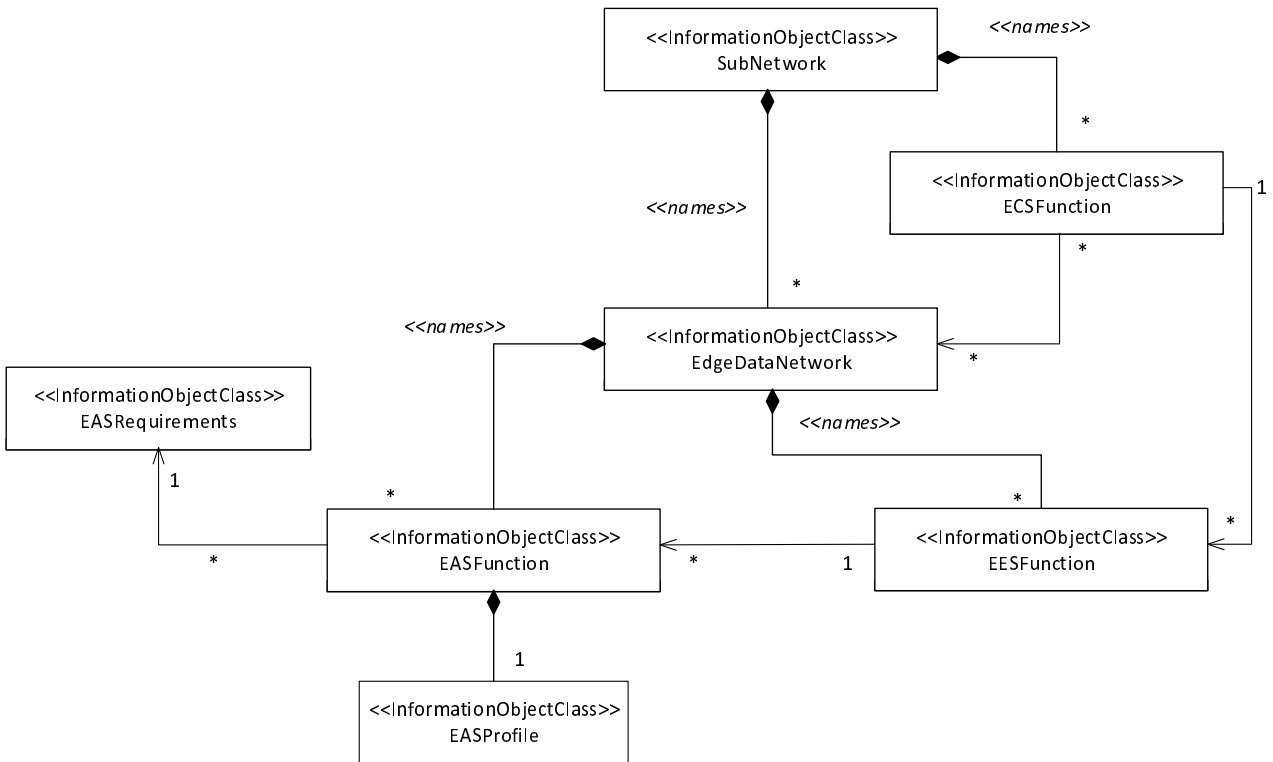 <<InformationObjectClass>>
SubNetwork
<<names>>
*
<<InformationObjectClass>>
ECSFunction
1
<<names>>
*
*
<<InformationObjectClass>>
EdgeDataNetwork
*
<<names>>
<<InformationObjectClass>>
EASRequirements
<<names>>
1
*
*
*
<<InformationObjectClass>>
EASFunction
*
*
1
<<InformationObjectClass>>
EESFunction
1
<<InformationObjectClass>>
EASProfile